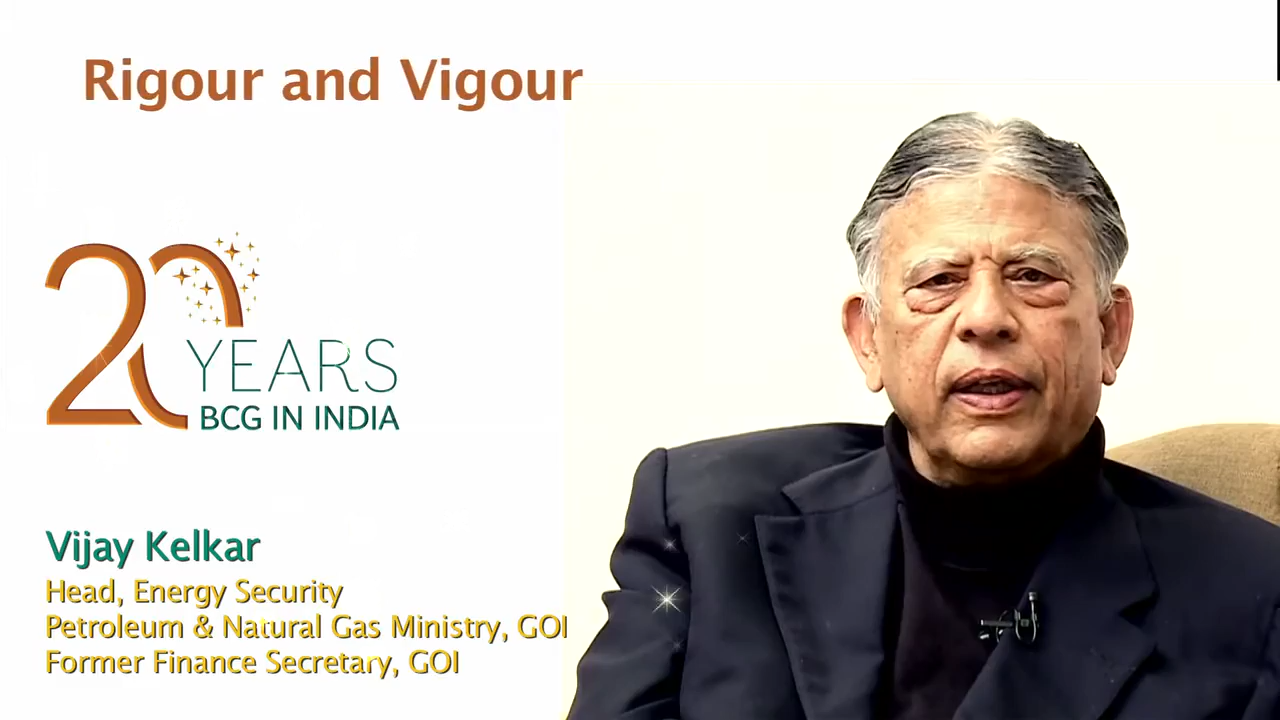 Rigour and Vigour
20
YEARS
BCG IN INDIA
Vijay Kelkar
Head, Energy Security
Petroleum & Natural Gas Ministry, GOI
Former Finance Secretary, GOI